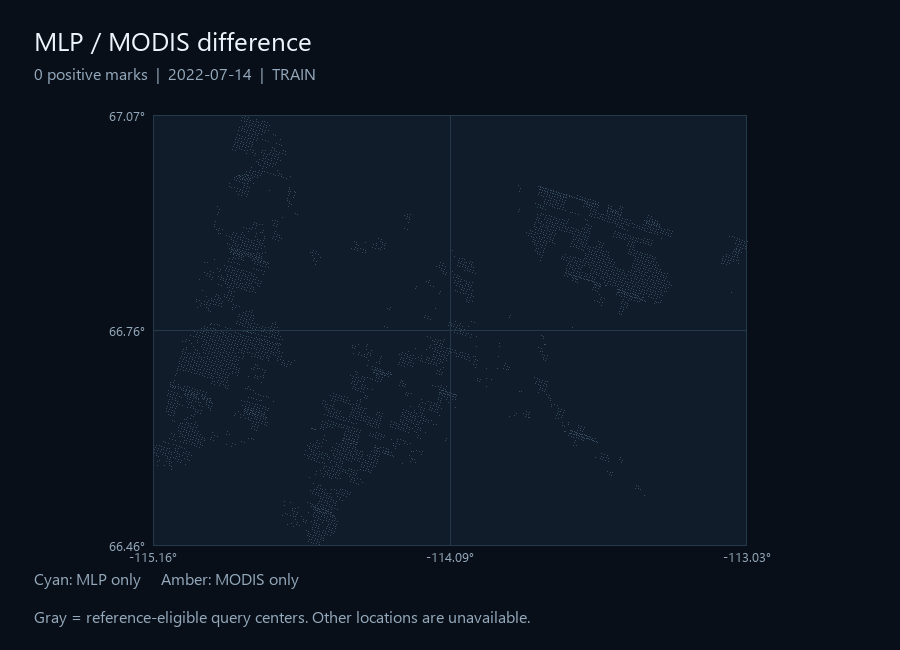 MLP / MODIS difference
0 positive marks | 2022-07-14 | TRAIN
67.07°
66.76°
66.46°
-115.16° -114.09° -113.03°
Cyan: MLP only Amber: MODIS only
Gray = reference-eligible query centers. Other locations are unavailable.